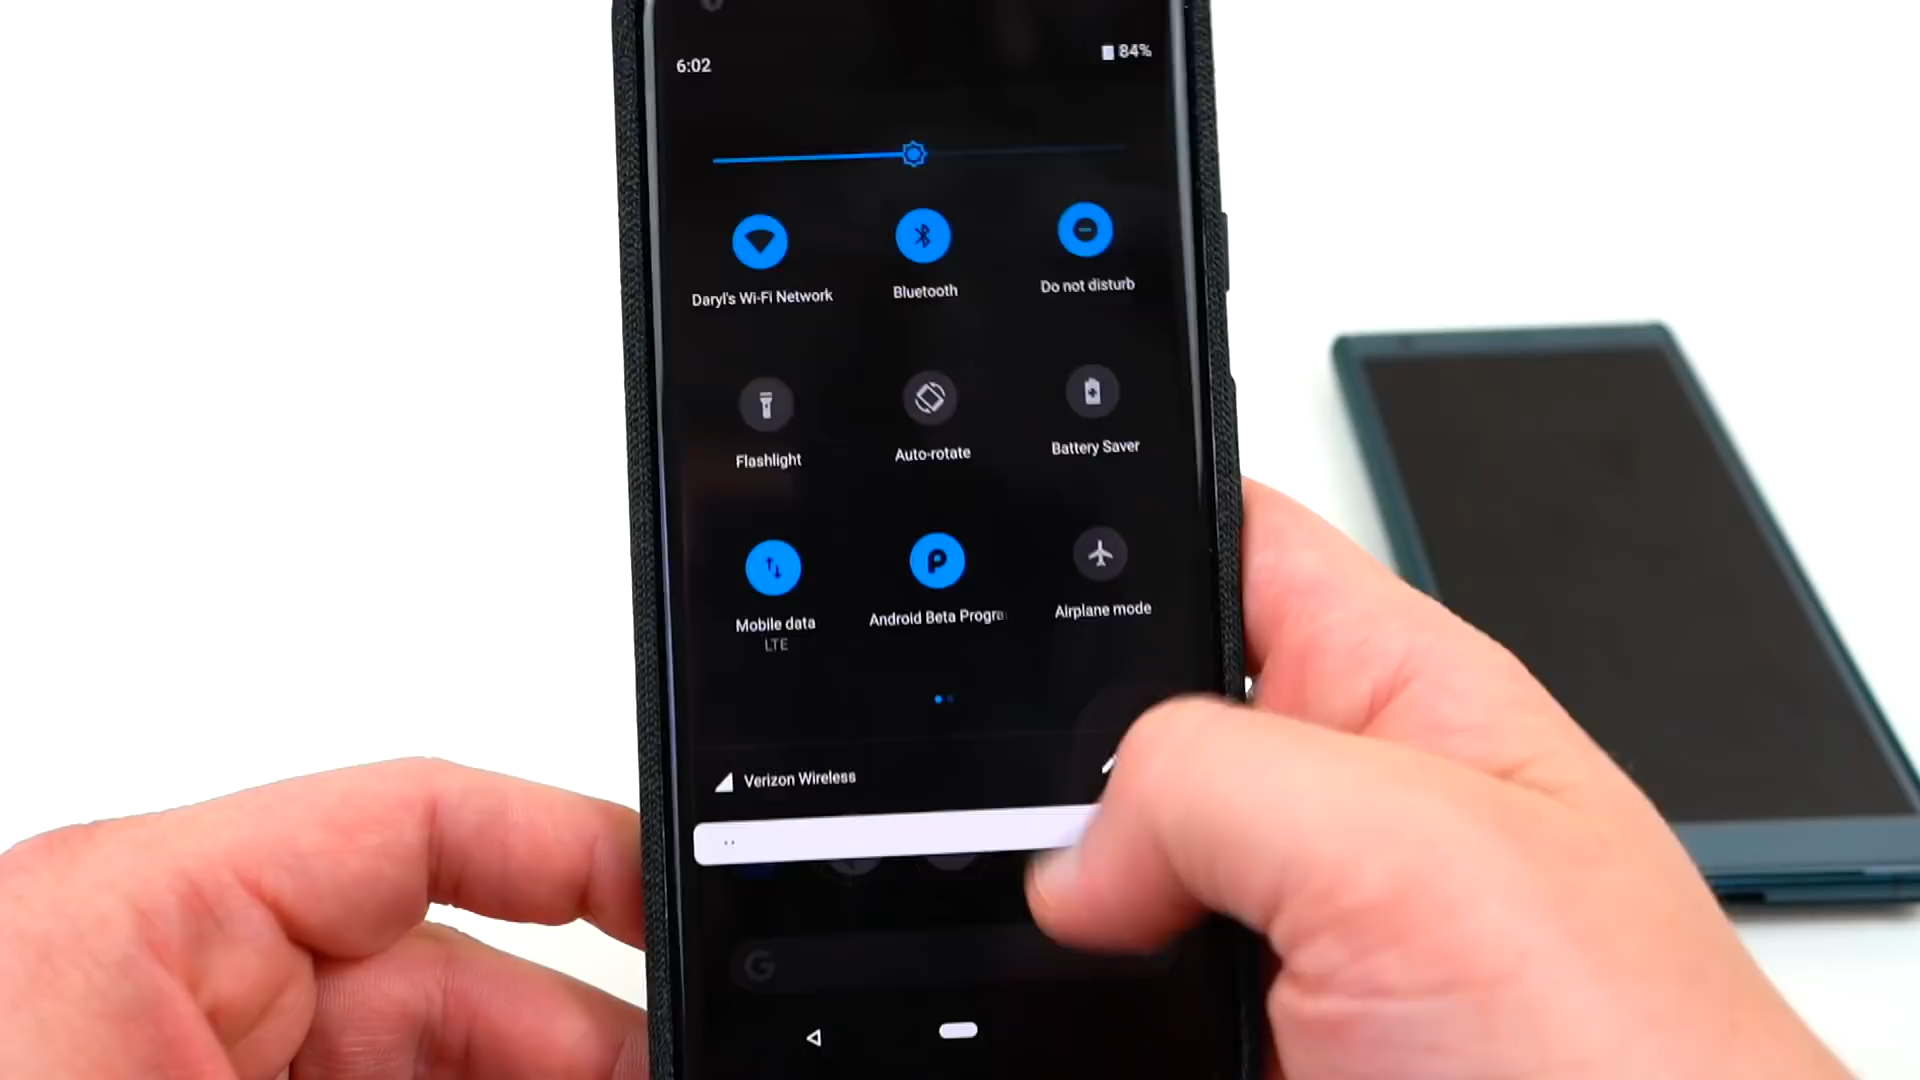 6:02
84%
Daryl's Wi-Fi Network
Bluetooth
Do not disturb
Flashlight
Auto-rotate
Battery Saver
Mobile data
LTE
Android Beta Progra
Airplane mode
Verizon Wireless
G